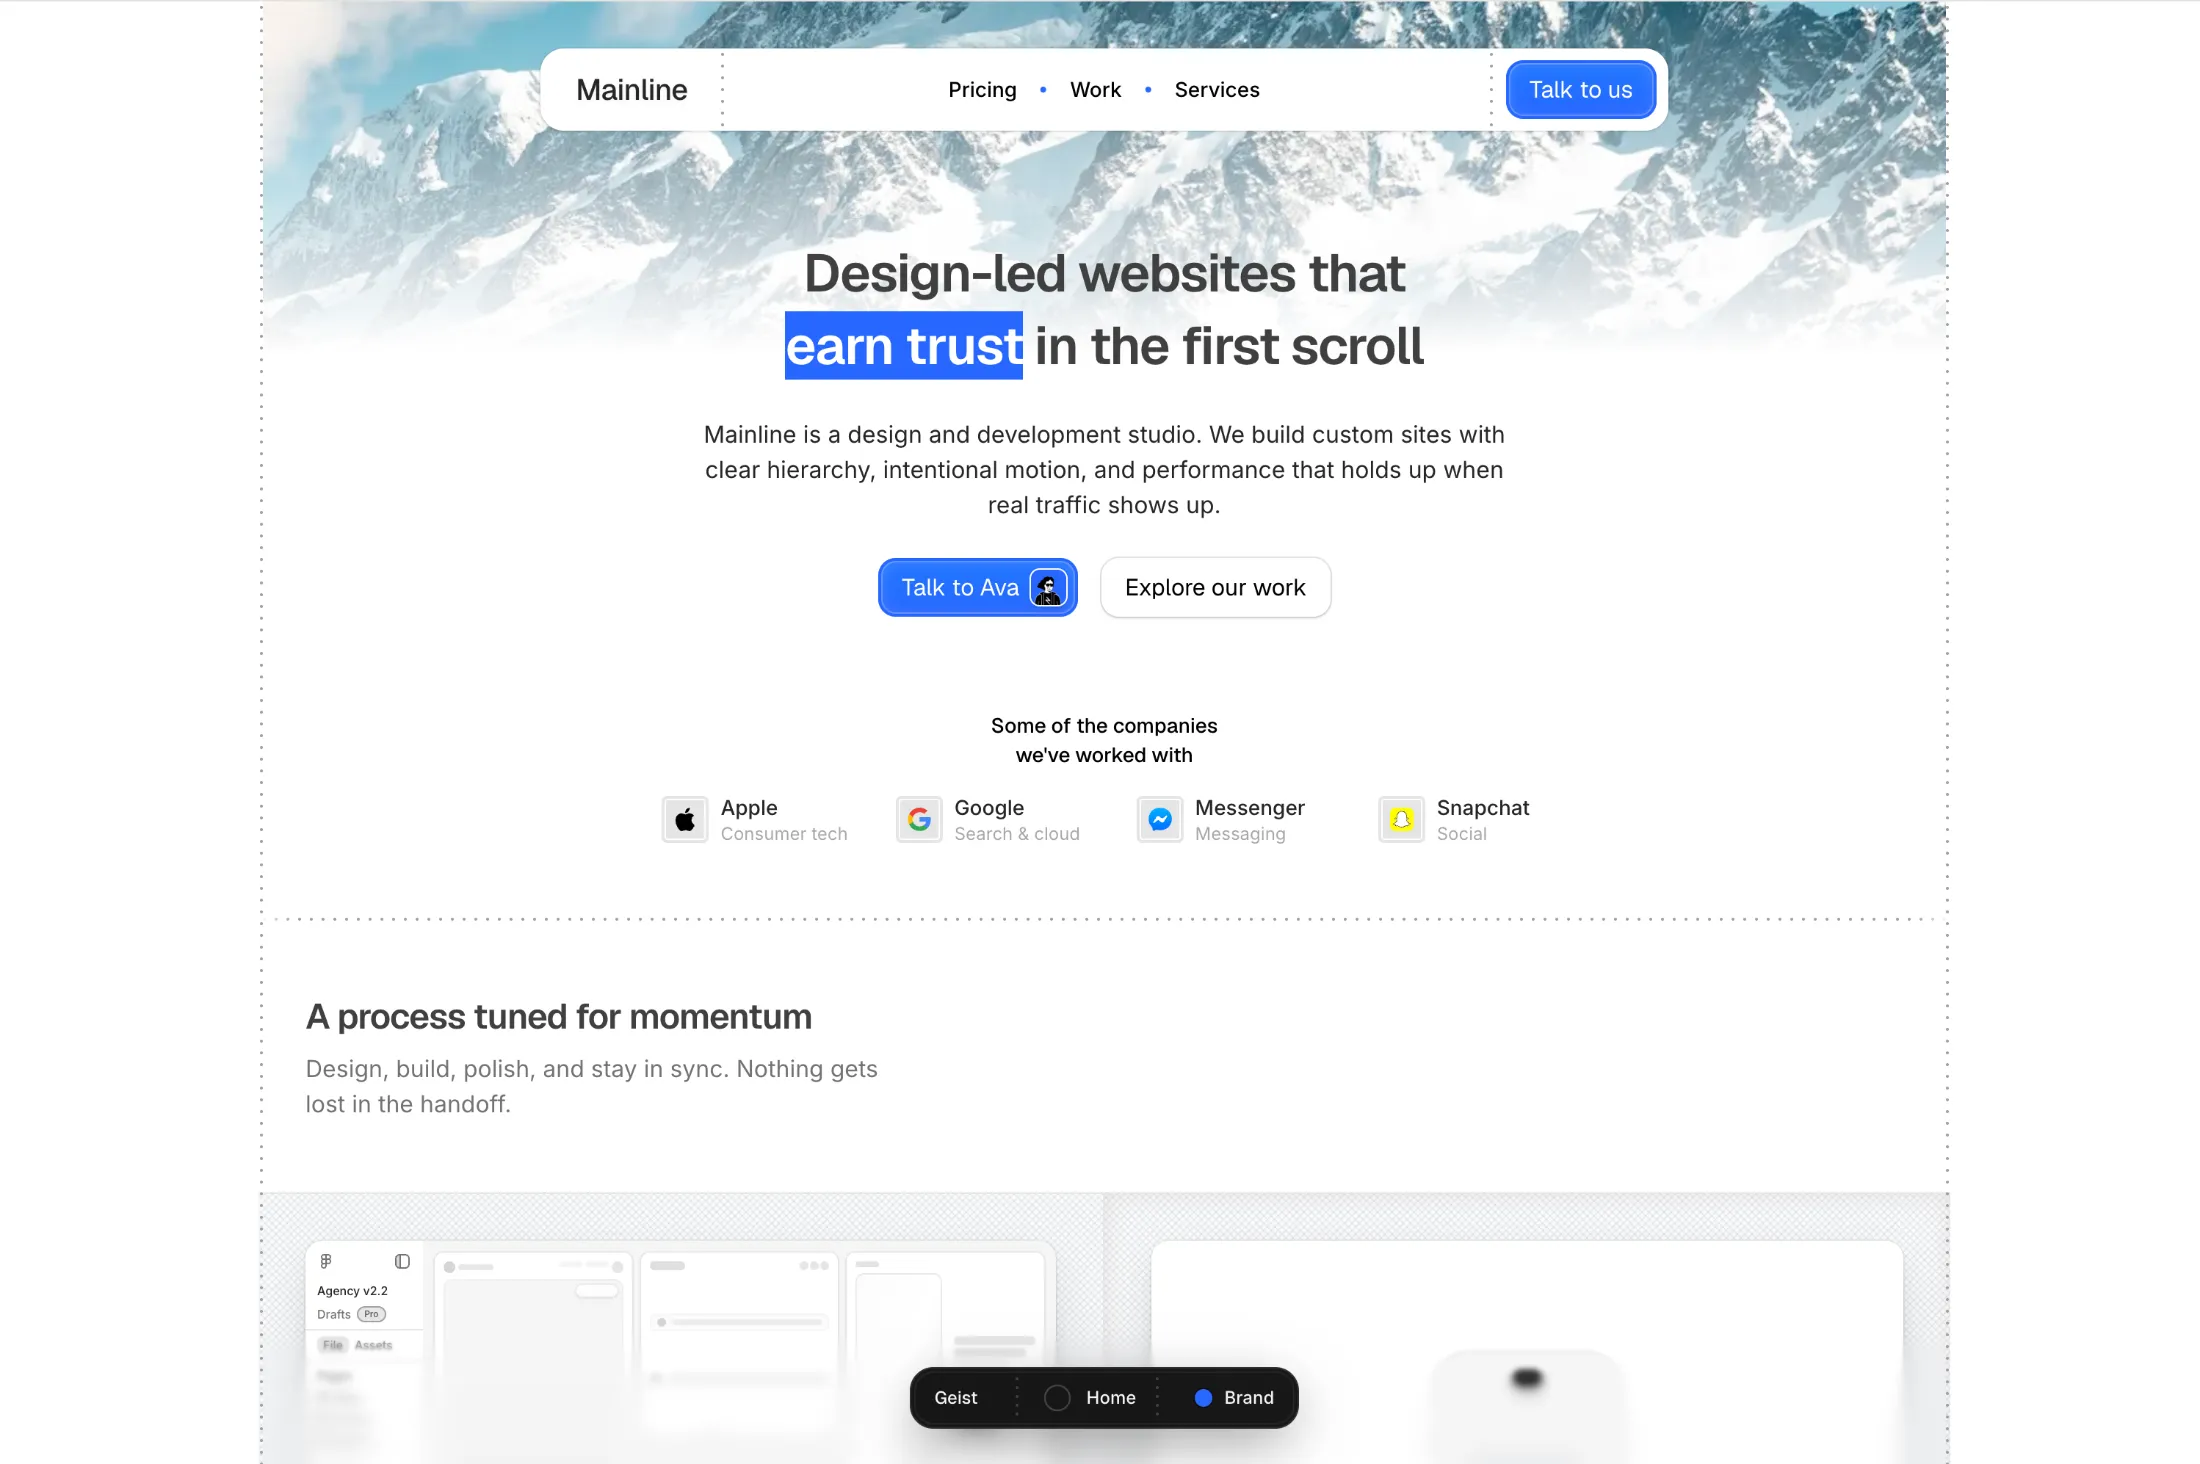 Mainline
Pricing • Work • Services
Talk to us
Design-led websites that
earn trust in the first scroll
Mainline is a design and development studio. We build custom sites with
clear hierarchy, intentional motion, and performance that holds up when
real traffic shows up.
Talk to Ava
Explore our work
Some of the companies
we've worked with
Apple
Consumer tech
Google
Search & cloud
Messenger
Messaging
Snapchat
Social
A process tuned for momentum
Design, build, polish, and stay in sync. Nothing gets
lost in the handoff.
Agency v2.2
Drafts Pro
File Assets
Geist
Home
Brand